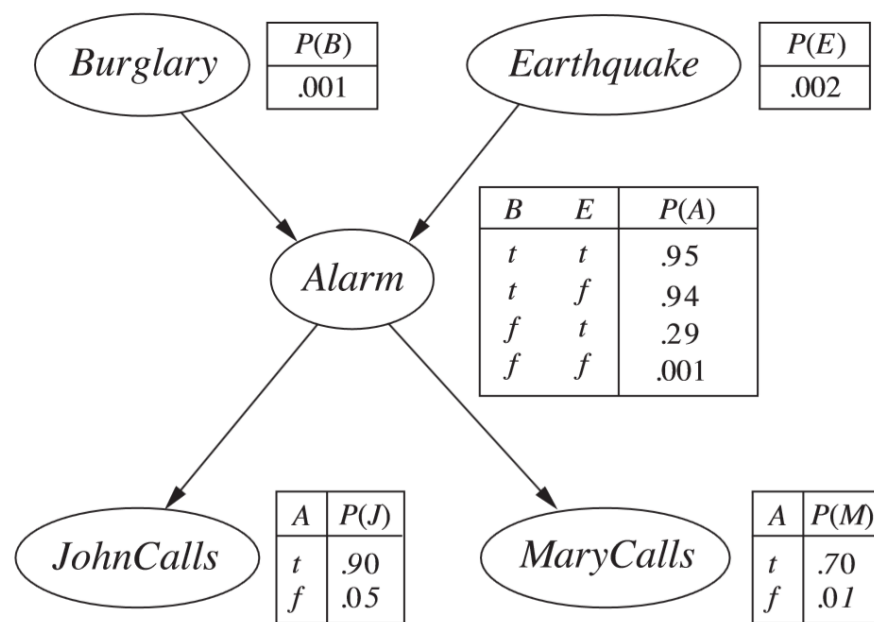 Burglary
P(B)
.001
Earthquake
P(E)
.002
B E P(A)
t t .95
t f .94
f t .29
f f .001
Alarm
JohnCalls
A P(J)
t .90
f .05
MaryCalls
A P(M)
t .70
f .01